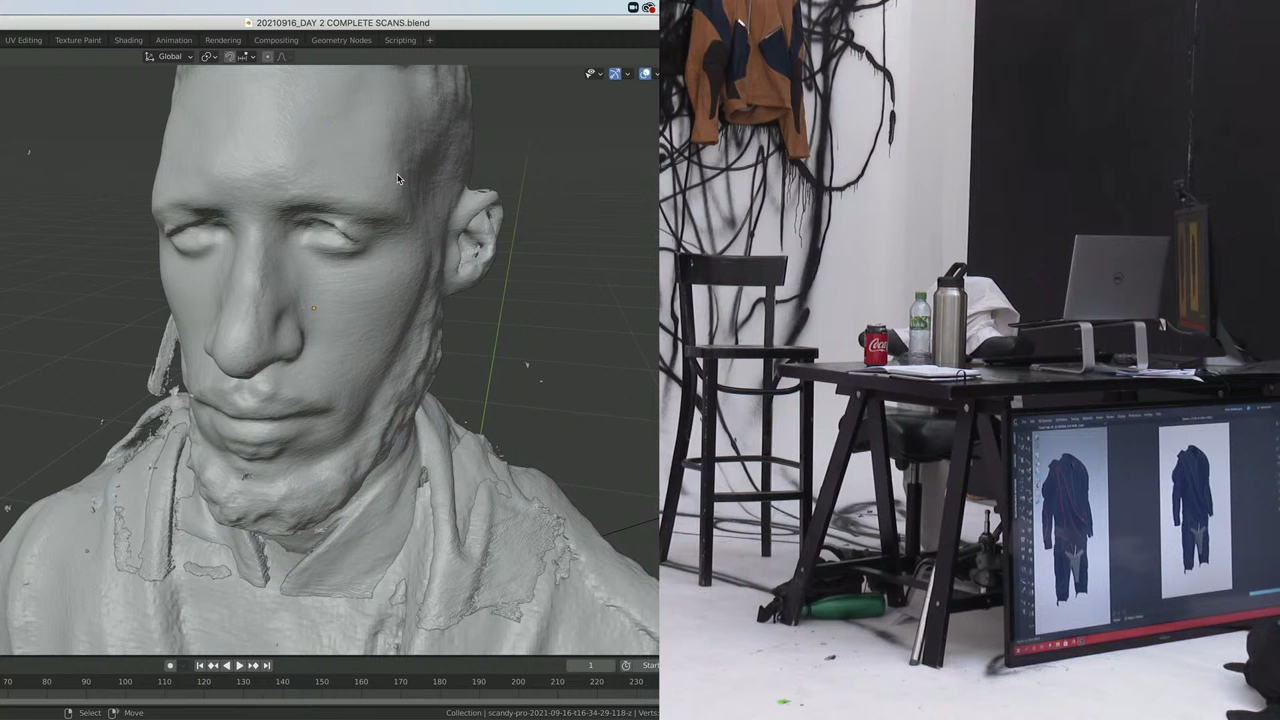 20210916_DAY 2 COMPLETE SCANS.blend
UV Editing Texture Paint Shading Animation Rendering Compositing Geometry Nodes Scripting +
Global
1 Start
70 80 90 100 110 120 130 140 150 160 170 180 190 200 210 220 230
Select Move Collection | scandy-pro-2021-09-16-t16-34-29-118-z | Verts:
Coca
DELL